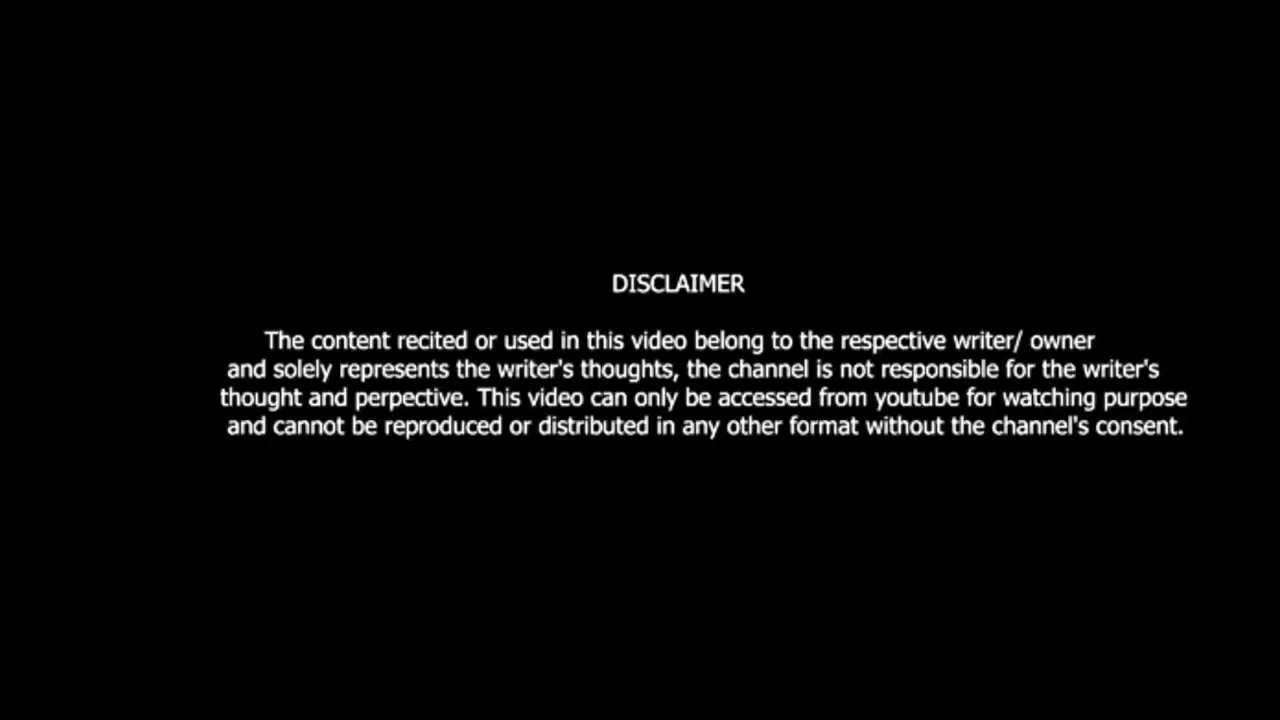 DISCLAIMER
The content recited or used in this video belong to the respective writer/ owner
and solely represents the writer's thoughts, the channel is not responsible for the writer's
thought and perpective. This video can only be accessed from youtube for watching purpose
and cannot be reproduced or distributed in any other format without the channel's consent.